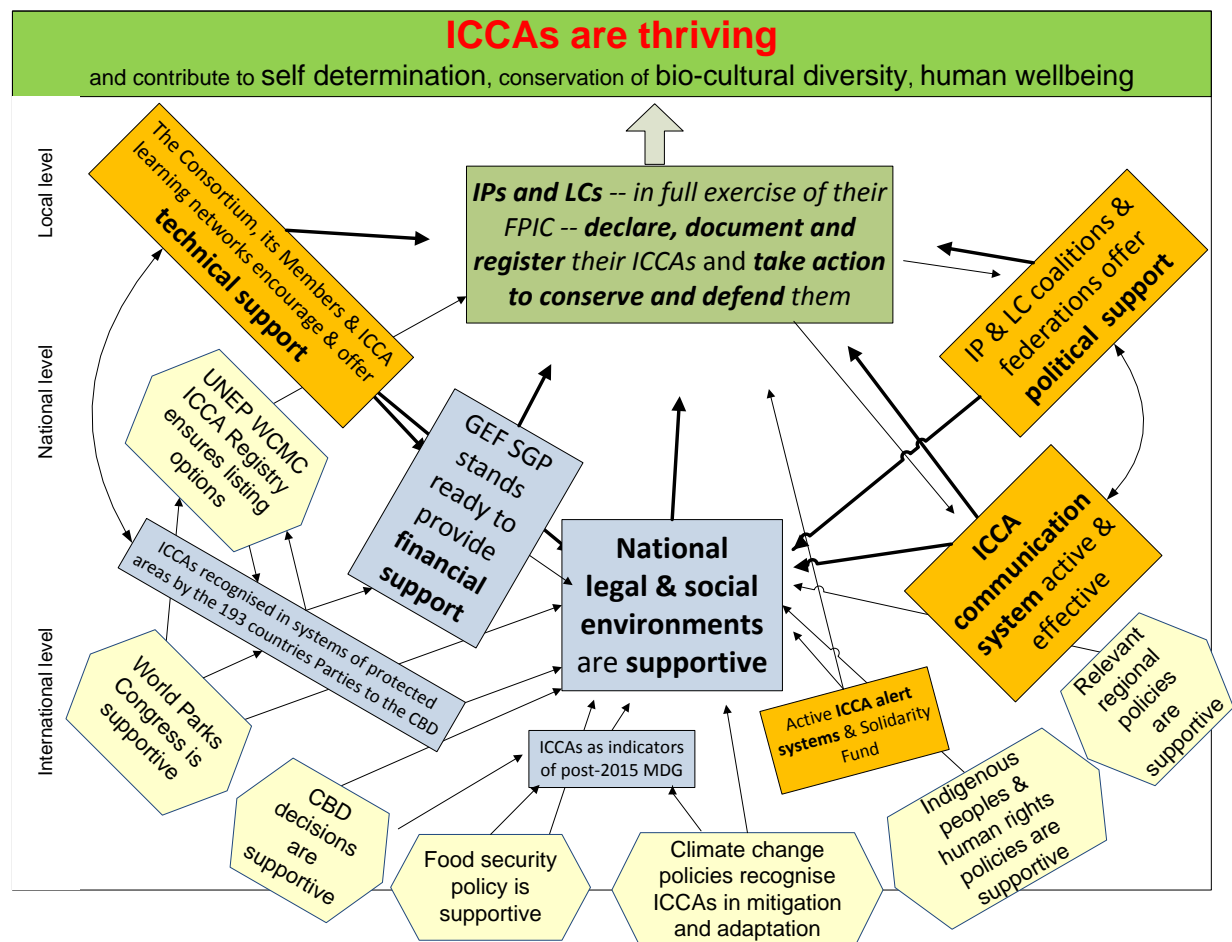 ICCAs are thriving
and contribute to self determination, conservation of bio-cultural diversity, human wellbeing
Local level
National level
International level
The Consortium, its Members & ICCA
learning networks encourage & offer
technical support
IPs and LCs -- in full exercise of their
FPIC -- declare, document and
register their ICCAs and take action
to conserve and defend them
IP & LC coalitions &
federations offer
political support
UNEP WCMC
ICCA Registry
ensures listing
options
GEF SGP
stands
ready to
provide
financial
support
ICCAs recognised in systems of protected
areas by the 193 countries Parties to the CBD
National
legal & social
environments
are supportive
ICCA
communication
system active &
effective
World Parks
Congress is
supportive
ICCAs as indicators
of post-2015 MDG
Active ICCA alert
systems & Solidarity
Fund
Relevant
regional
policies
are
supportive
CBD
decisions
are
supportive
Food security
policy is
supportive
Climate change
policies recognise
ICCAs in mitigation
and adaptation
Indigenous
peoples &
human rights
policies are
supportive